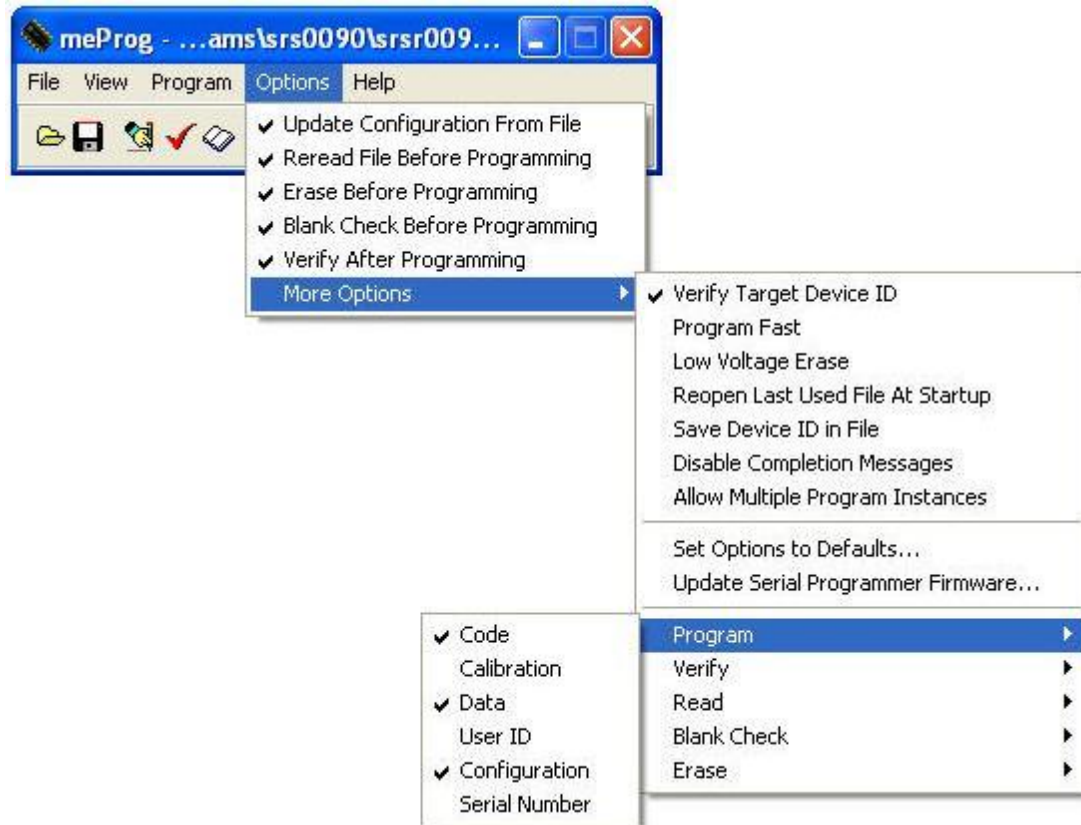 meProg - ...ams\srs0090\srsr009...
File View Program Options Help
Update Configuration From File
Reread File Before Programming
Erase Before Programming
Blank Check Before Programming
Verify After Programming
More Options
Verify Target Device ID
Program Fast
Low Voltage Erase
Reopen Last Used File At Startup
Save Device ID in File
Disable Completion Messages
Allow Multiple Program Instances
Set Options to Defaults...
Update Serial Programmer Firmware...
Program
Verify
Read
Blank Check
Erase
Code
Calibration
Data
User ID
Configuration
Serial Number